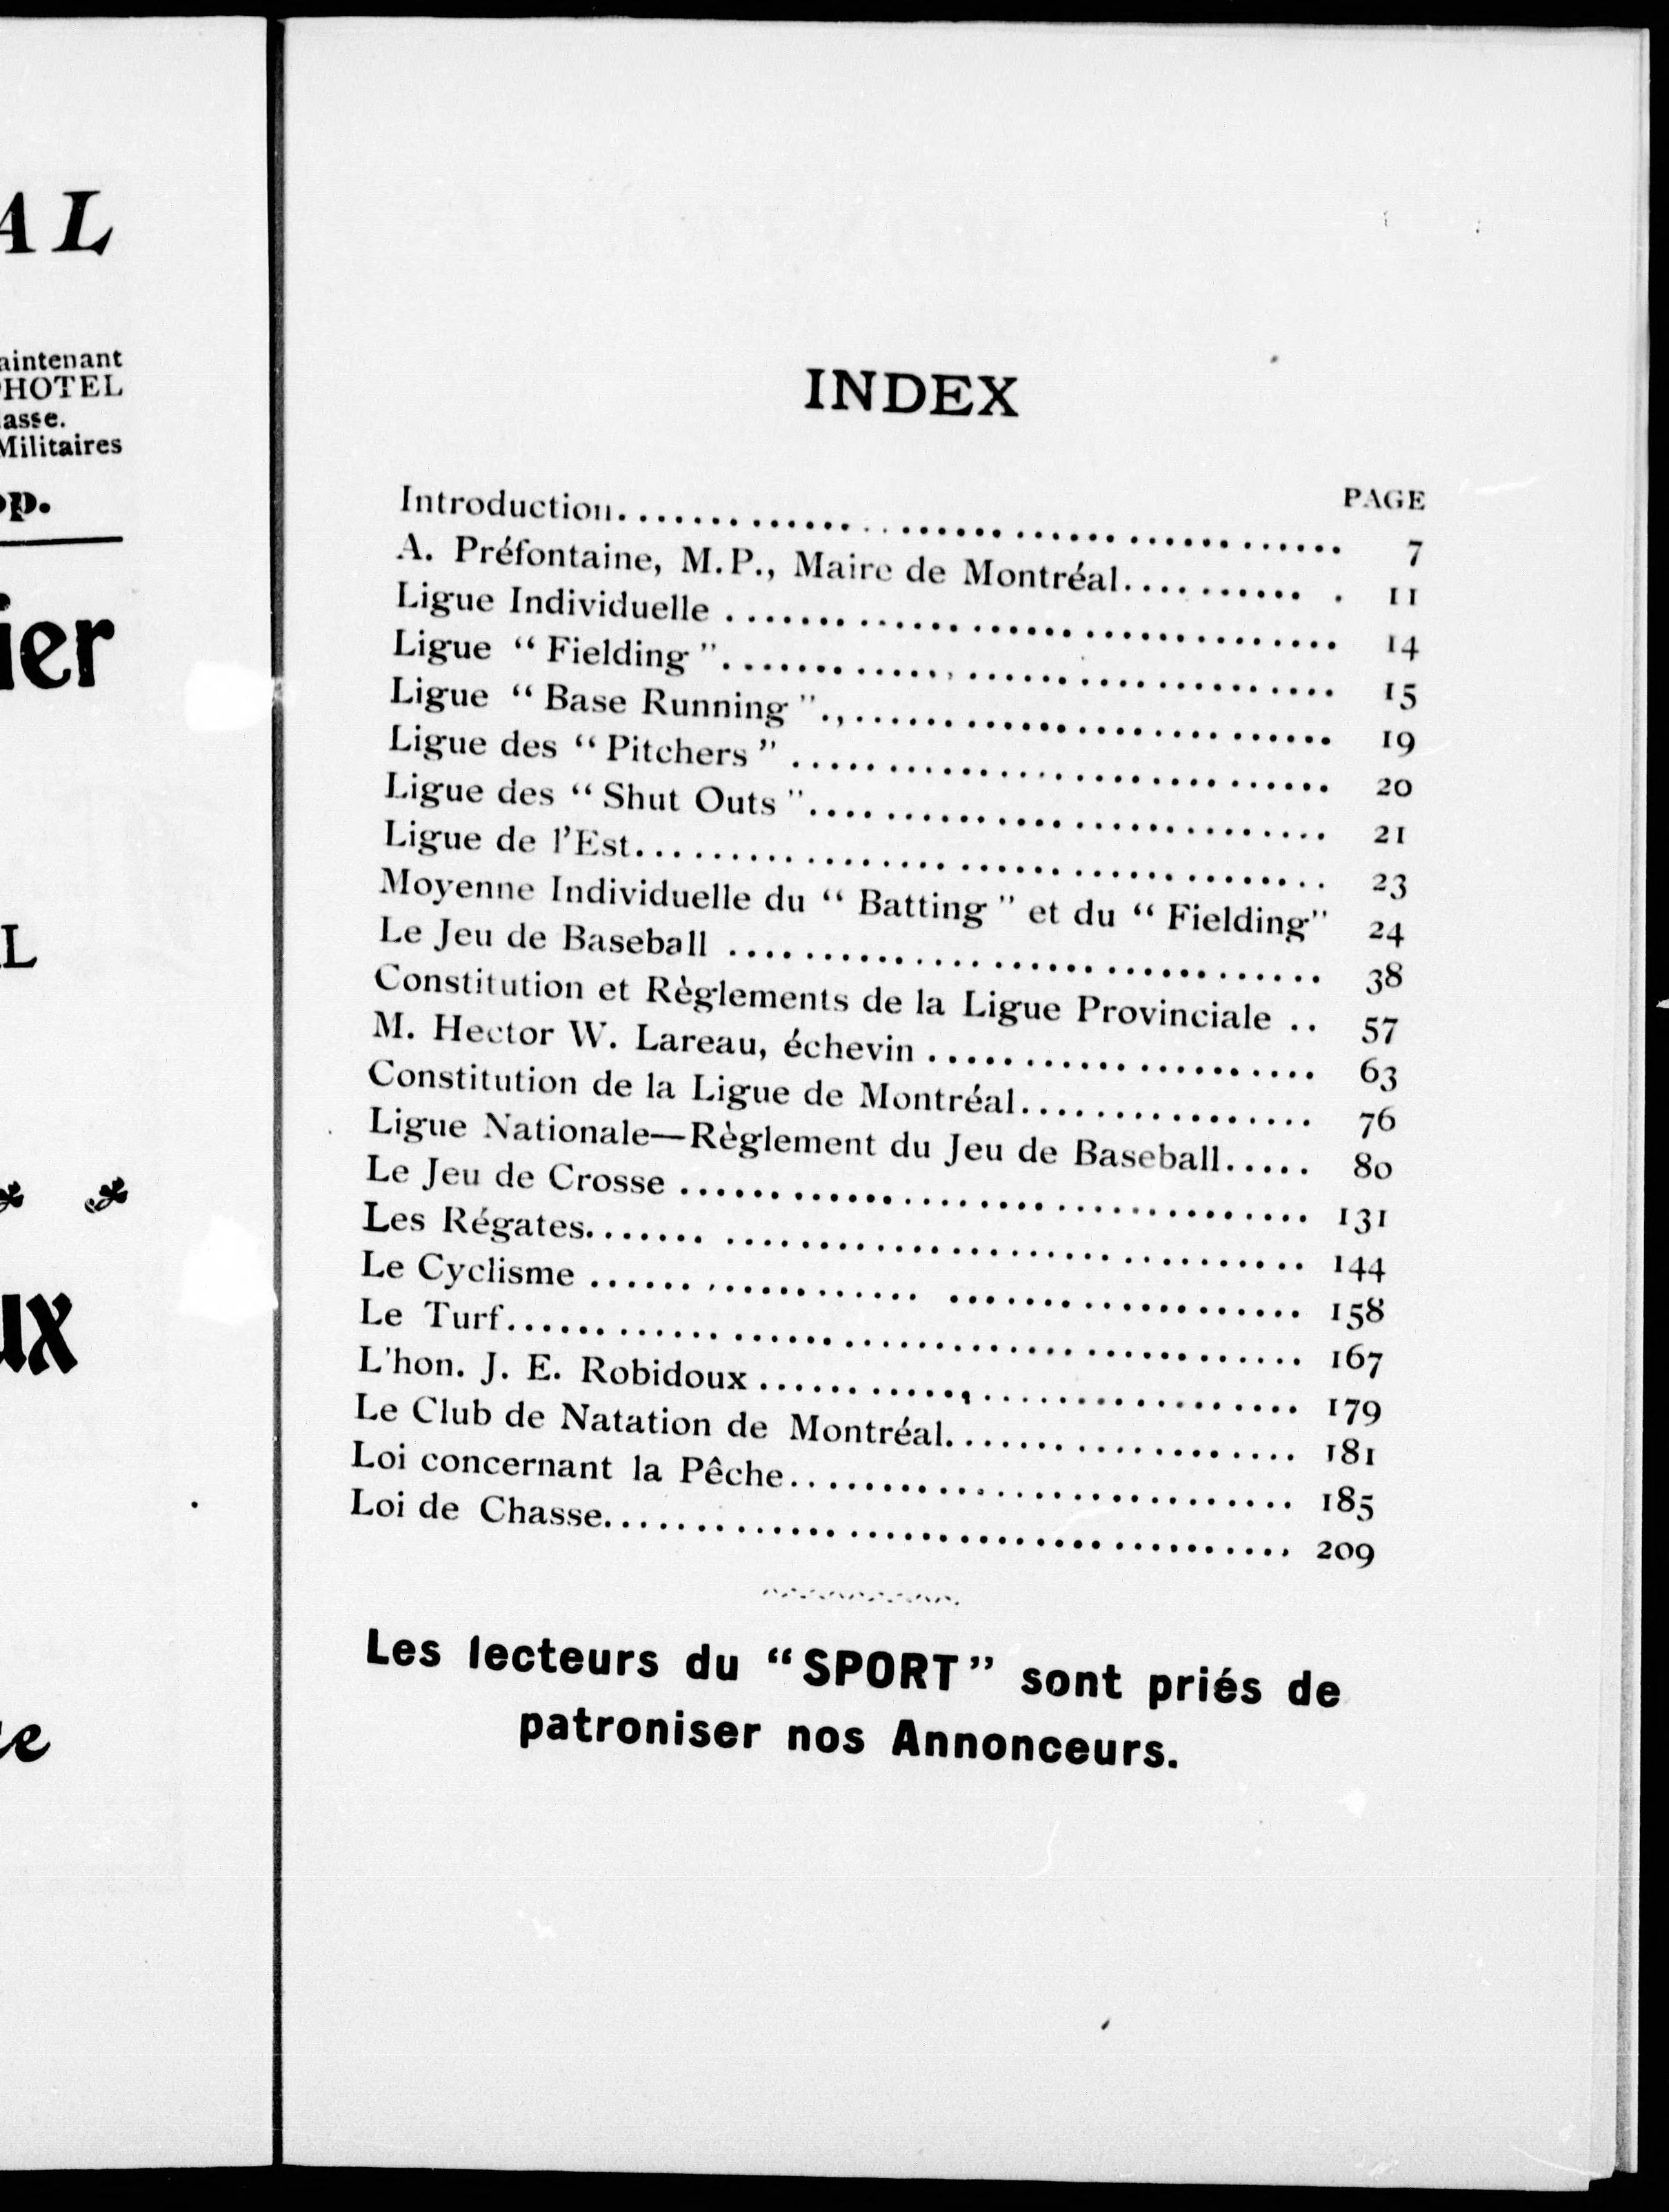 AL
HOTEL
Militaires
INDEX
PAGE
Introduction........................................ 7
A. Préfontaine, M.P., Maire de Montréal........... . 11
Ligue Individuelle ................................. 14
Ligue “ Fielding ”.................................. 15
Ligue “ Base Running ”.,............................ 19
Ligue des “ Pitchers ” ............................. 20
Ligue des “ Shut Outs ”............................. 21
Ligue de l’Est...................................... 23
Moyenne Individuelle du “ Batting ” et du “ Fielding” 24
Le Jeu de Baseball ................................. 38
Constitution et Règlements de la Ligue Provinciale .. 57
M. Hector W. Lareau, échevin ....................... 63
Constitution de la Ligue de Montréal................ 76
Ligue Nationale—Règlement du Jeu de Baseball..... 80
Le Jeu de Crosse ................................... 131
Les Régates....... ................................. 144
Le Cyclisme ........................................ 158
Le Turf............................................. 167
L'hon. J. E. Robidoux .............................. 179
Le Club de Natation de Montréal..................... 181
Loi concernant la Pêche............................. 185
Loi de Chasse....................................... 209
Les lecteurs du “SPORT” sont priés de
patroniser nos Annonceurs.